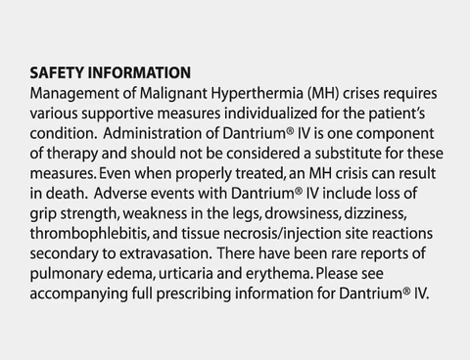 SAFETY INFORMATION
Management of Malignant Hyperthermia (MH) crises requires
various supportive measures individualized for the patient's
condition.  Administration of Dantrium® IV is one component
of therapy and should not be considered a substitute for these
measures. Even when properly treated, an MH crisis can result
in death.  Adverse events with Dantrium® IV include loss of
grip strength, weakness in the legs, drowsiness, dizziness,
thrombophlebitis, and tissue necrosis/injection site reactions
secondary to extravasation.  There have been rare reports of
pulmonary edema, urticaria and erythema. Please see
accompanying full prescribing information for Dantrium® IV.